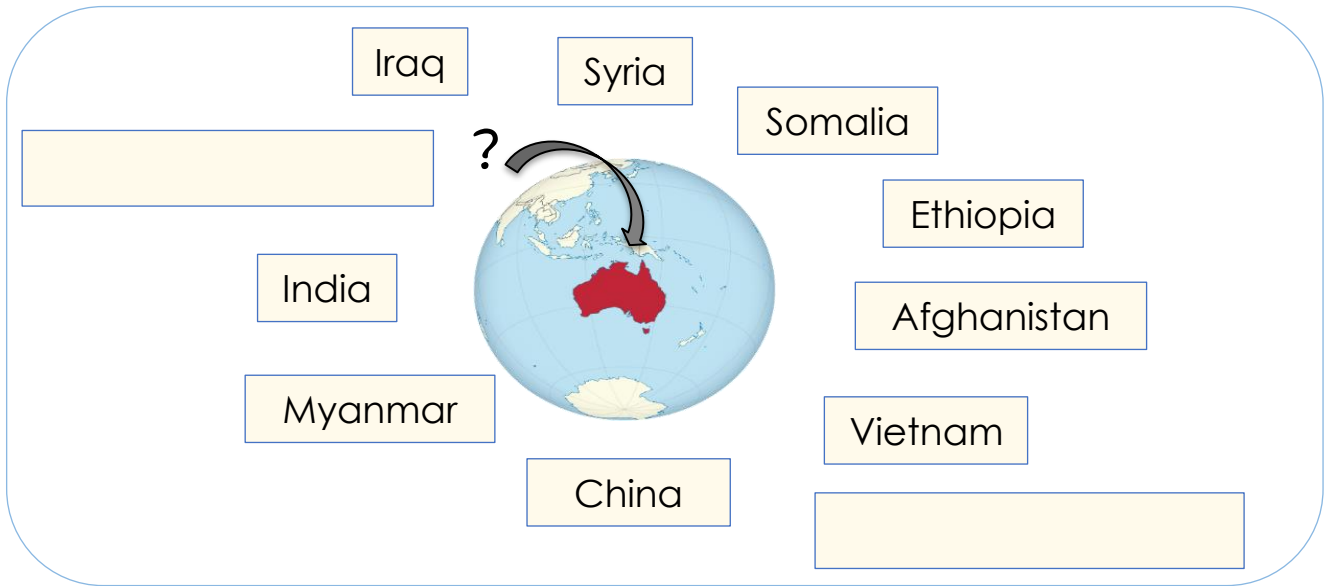 Iraq
Syria
Somalia
?
Ethiopia
India
Afghanistan
Myanmar
Vietnam
China